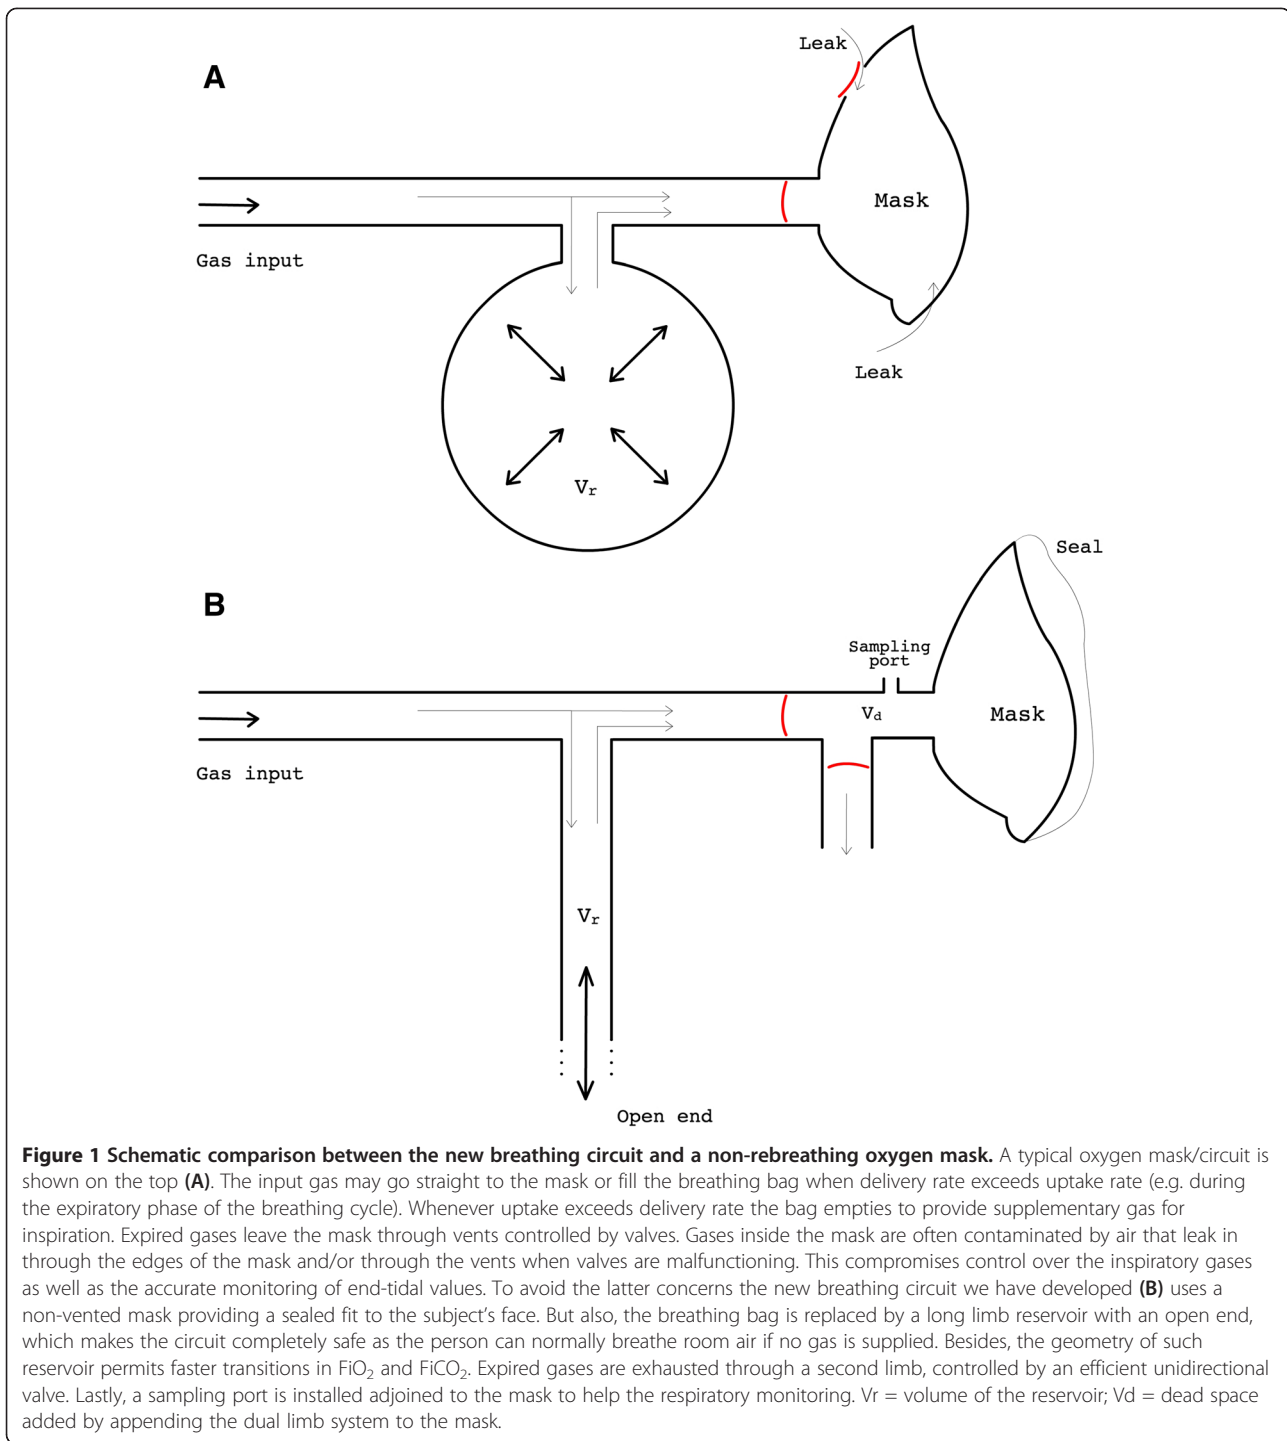 A
Leak
Mask
Gas input
Leak
Vr
B
Seal
Sampling
port
Vd
Mask
Gas input
Vr
Open end
Figure 1 Schematic comparison between the new breathing circuit and a non-rebreathing oxygen mask. A typical oxygen mask/circuit is
shown on the top (A). The input gas may go straight to the mask or fill the breathing bag when delivery rate exceeds uptake rate (e.g. during
the expiratory phase of the breathing cycle). Whenever uptake exceeds delivery rate the bag empties to provide supplementary gas for
inspiration. Expired gases leave the mask through vents controlled by valves. Gases inside the mask are often contaminated by air that leak in
through the edges of the mask and/or through the vents when valves are malfunctioning. This compromises control over the inspiratory gases
as well as the accurate monitoring of end-tidal values. To avoid the latter concerns the new breathing circuit we have developed (B) uses a
non-vented mask providing a sealed fit to the subject's face. But also, the breathing bag is replaced by a long limb reservoir with an open end,
which makes the circuit completely safe as the person can normally breathe room air if no gas is supplied. Besides, the geometry of such
reservoir permits faster transitions in FiO2 and FiCO2. Expired gases are exhausted through a second limb, controlled by an efficient unidirectional
valve. Lastly, a sampling port is installed adjoined to the mask to help the respiratory monitoring. Vr = volume of the reservoir; Vd = dead space
added by appending the dual limb system to the mask.